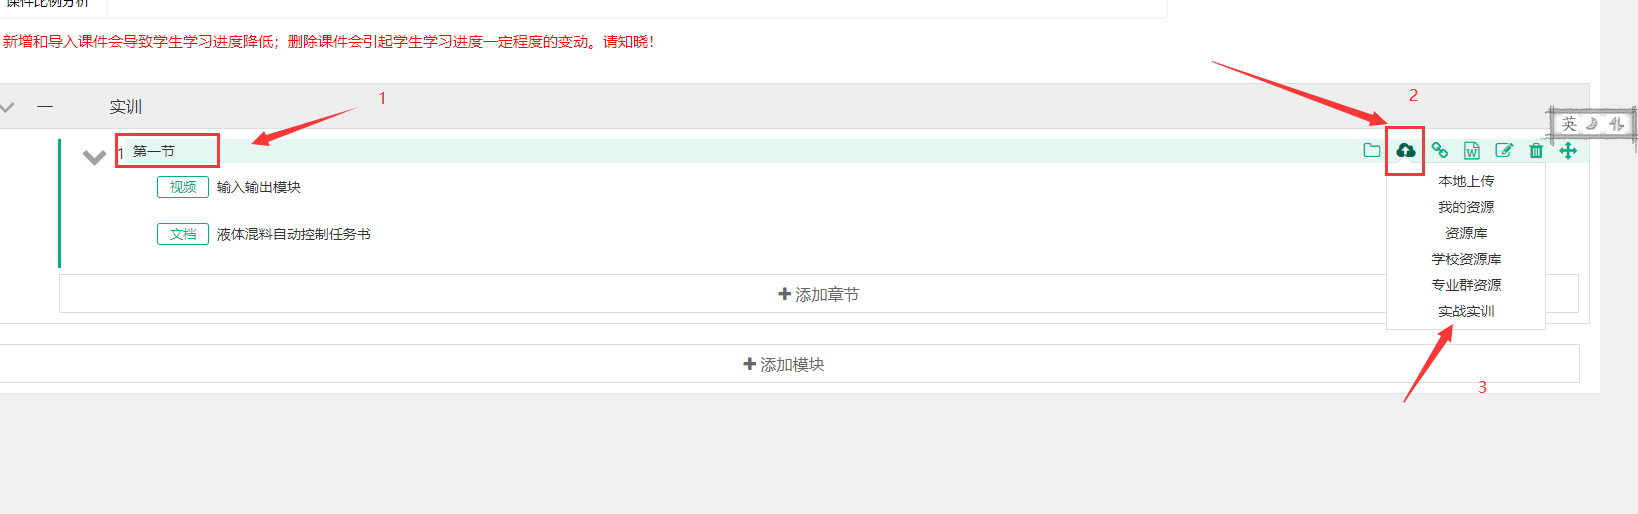 课件比例分析
新增和导入课件会导致学生学习进度降低；删除课件会引起学生学习进度一定程度的变动。请知晓！
一 实训
1
2
1 第一节
英
视频 输入输出模块
文档 液体混料自动控制任务书
本地上传
我的资源
资源库
学校资源库
专业群资源
实战实训
添加章节
添加模块
3